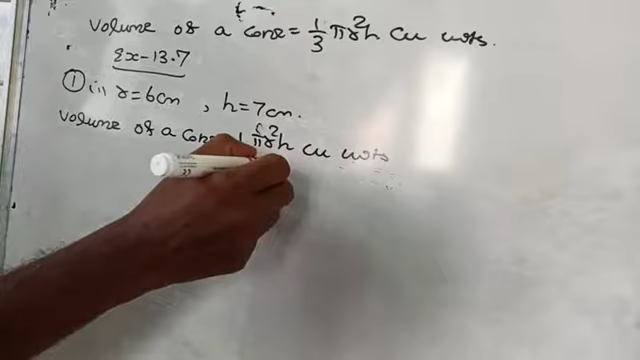 Volume of a cone = 1/3 πr²h cu units.
Ex-13.7
① (i) r = 6cm , h = 7cm.
Volume of a cone πr²h cu units